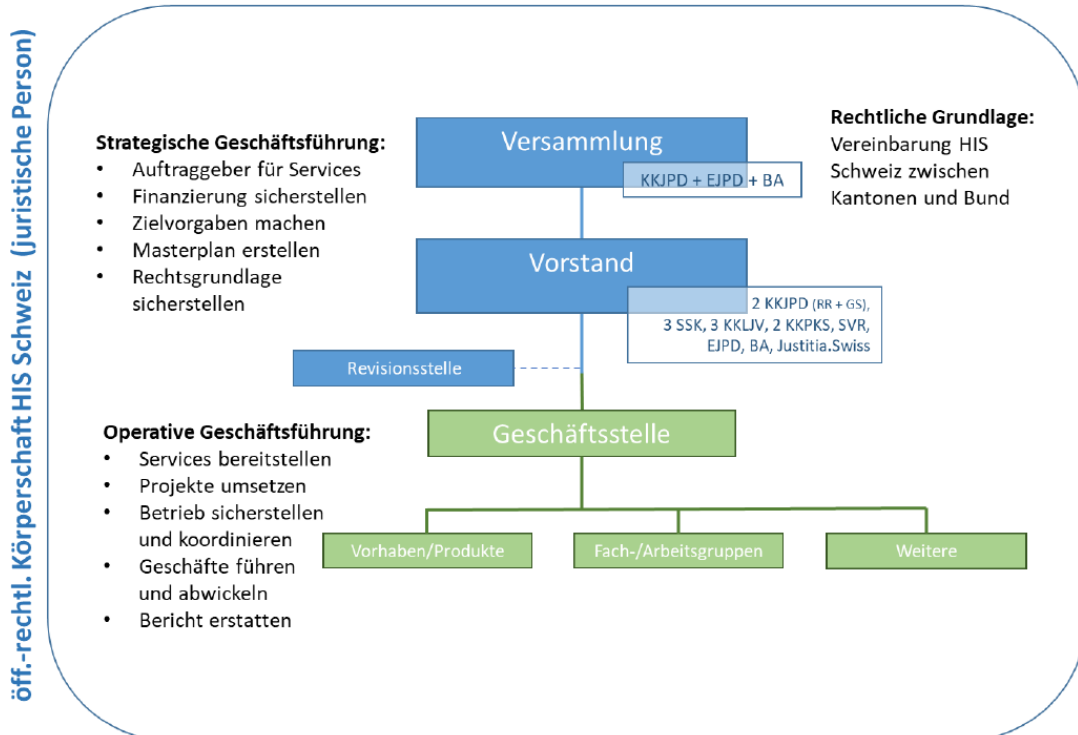 öff.-rechtl. Körperschaft HIS Schweiz (juristische Person)
Strategische Geschäftsführung:
• Auftraggeber für Services
• Finanzierung sicherstellen
• Zielvorgaben machen
• Masterplan erstellen
• Rechtsgrundlage
sicherstellen
Versammlung
KKJPD + EJPD + BA
Rechtliche Grundlage:
Vereinbarung HIS
Schweiz zwischen
Kantonen und Bund
Vorstand
2 KKJPD (RR + GS),
3 SSK, 3 KKLJV, 2 KKPKS, SVR,
EJPD, BA, Justitia.Swiss
Revisionsstelle
Operative Geschäftsführung:
• Services bereitstellen
• Projekte umsetzen
• Betrieb sicherstellen
und koordinieren
• Geschäfte führen
und abwickeln
• Bericht erstatten
Geschäftsstelle
Vorhaben/Produkte
Fach-/Arbeitsgruppen
Weitere